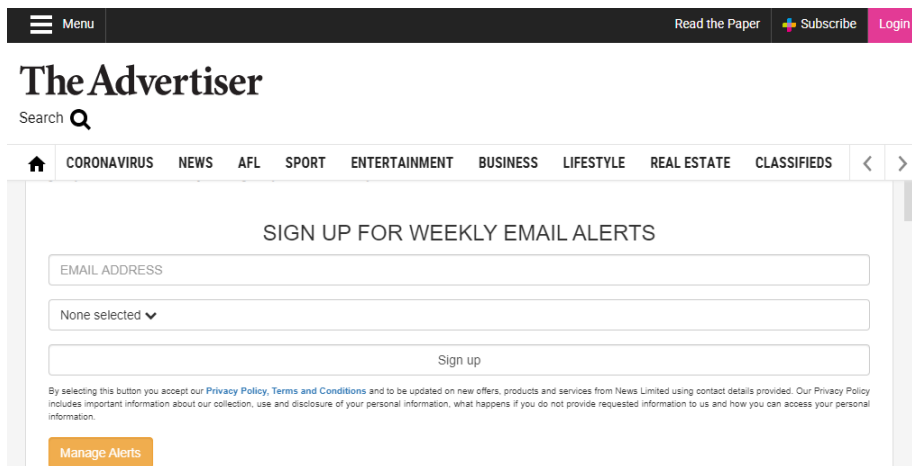 Menu
Read the Paper
Subscribe
Login
The Advertiser
Search
CORONAVIRUS NEWS AFL SPORT ENTERTAINMENT BUSINESS LIFESTYLE REAL ESTATE CLASSIFIEDS
SIGN UP FOR WEEKLY EMAIL ALERTS
EMAIL ADDRESS
None selected
Sign up
By selecting this button you accept our Privacy Policy, Terms and Conditions and to be updated on new offers, products and services from News Limited using contact details provided. Our Privacy Policy
includes important information about our collection, use and disclosure of your personal information, what happens if you do not provide requested information to us and how you can access your personal
information.
Manage Alerts